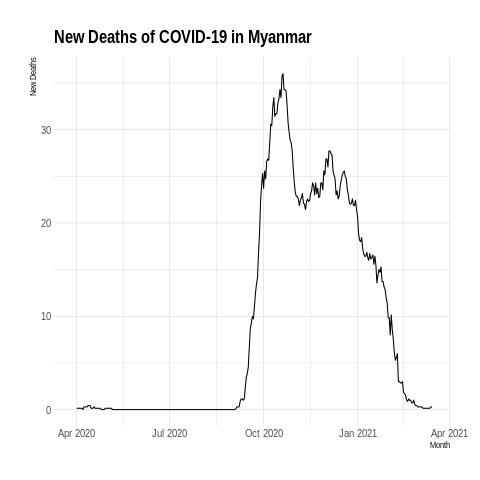 New Deaths of COVID-19 in Myanmar
New Deaths
30
20
10
0
Apr 2020 Jul 2020 Oct 2020 Jan 2021 Apr 2021
Month